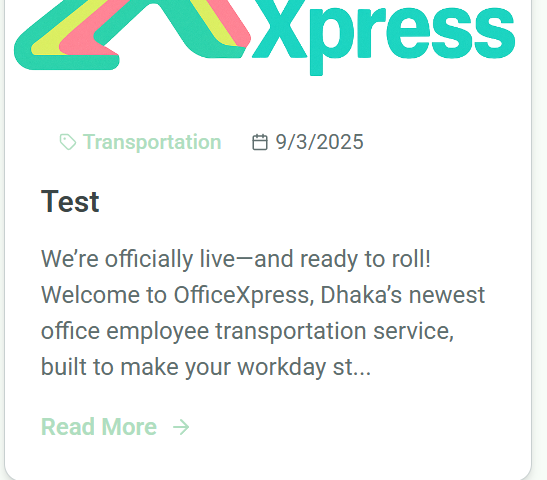 Xpress
Transportation 9/3/2025
Test
We’re officially live—and ready to roll!
Welcome to OfficeXpress, Dhaka’s newest
office employee transportation service,
built to make your workday st...
Read More